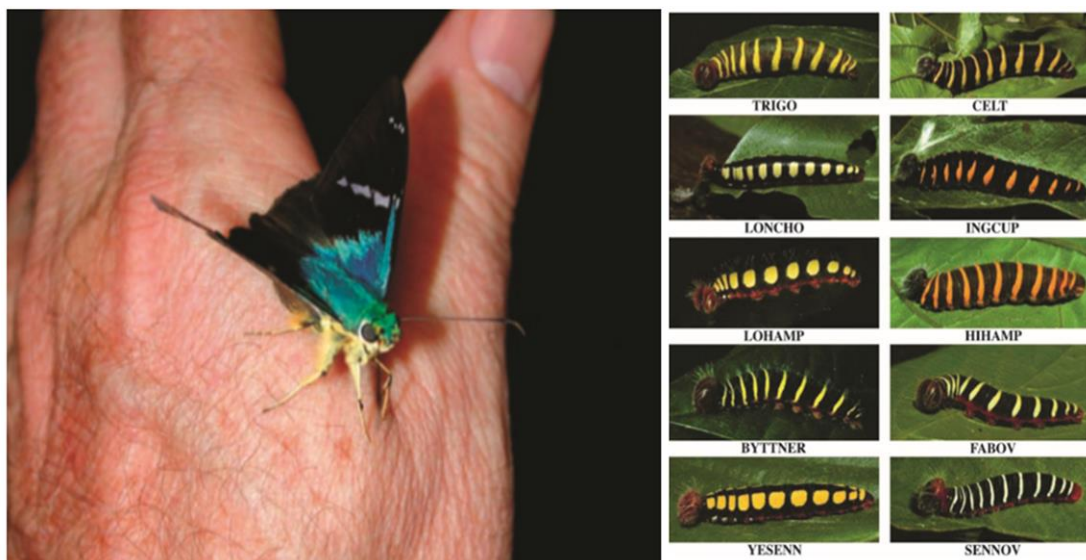 TRIGO CELT
LONCHO INGCUP
LOHAMP HIHAMP
BYTTNER FABOV
YESENN SENNOV